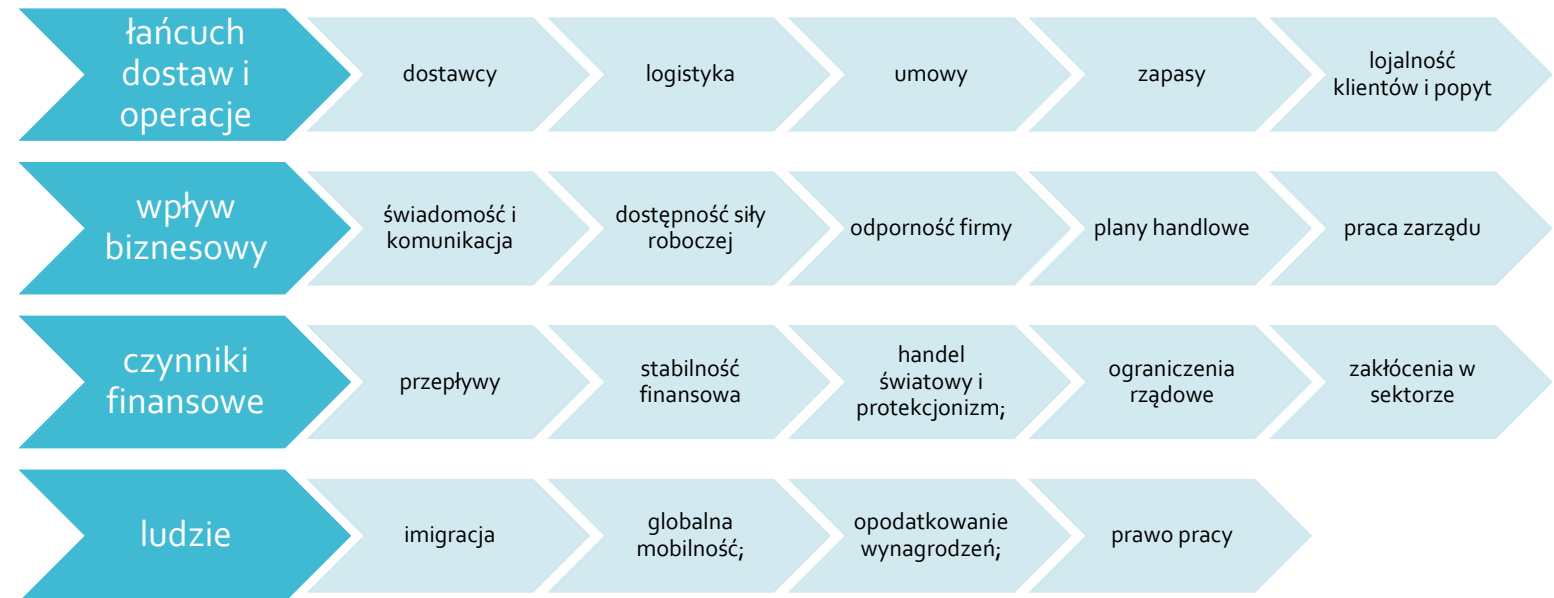 łańcuch
dostaw i
operacje
dostawcy
logistyka
umowy
zapasy
lojalność
klientów i popyt
wpływ
biznesowy
świadomość i
komunikacja
dostępność siły
roboczej
odporność firmy
plany handlowe
praca zarządu
czynniki
finansowe
przepływy
stabilność
finansowa
handel
światowy i
protekcjonizm;
ograniczenia
rządowe
zakłócenia w
sektorze
ludzie
imigracja
globalna
mobilność;
opodatkowanie
wynagrodzeń;
prawo pracy